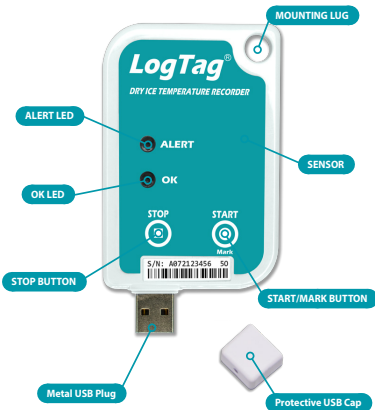 MOUNTING LUG
LogTag®
DRY ICE TEMPERATURE RECORDER
ALERT LED
ALERT
SENSOR
OK
OK LED
STOP
START
Mark
S/N: A072123456 50
STOP BUTTON
START/MARK BUTTON
Metal USB Plug
Protective USB Cap